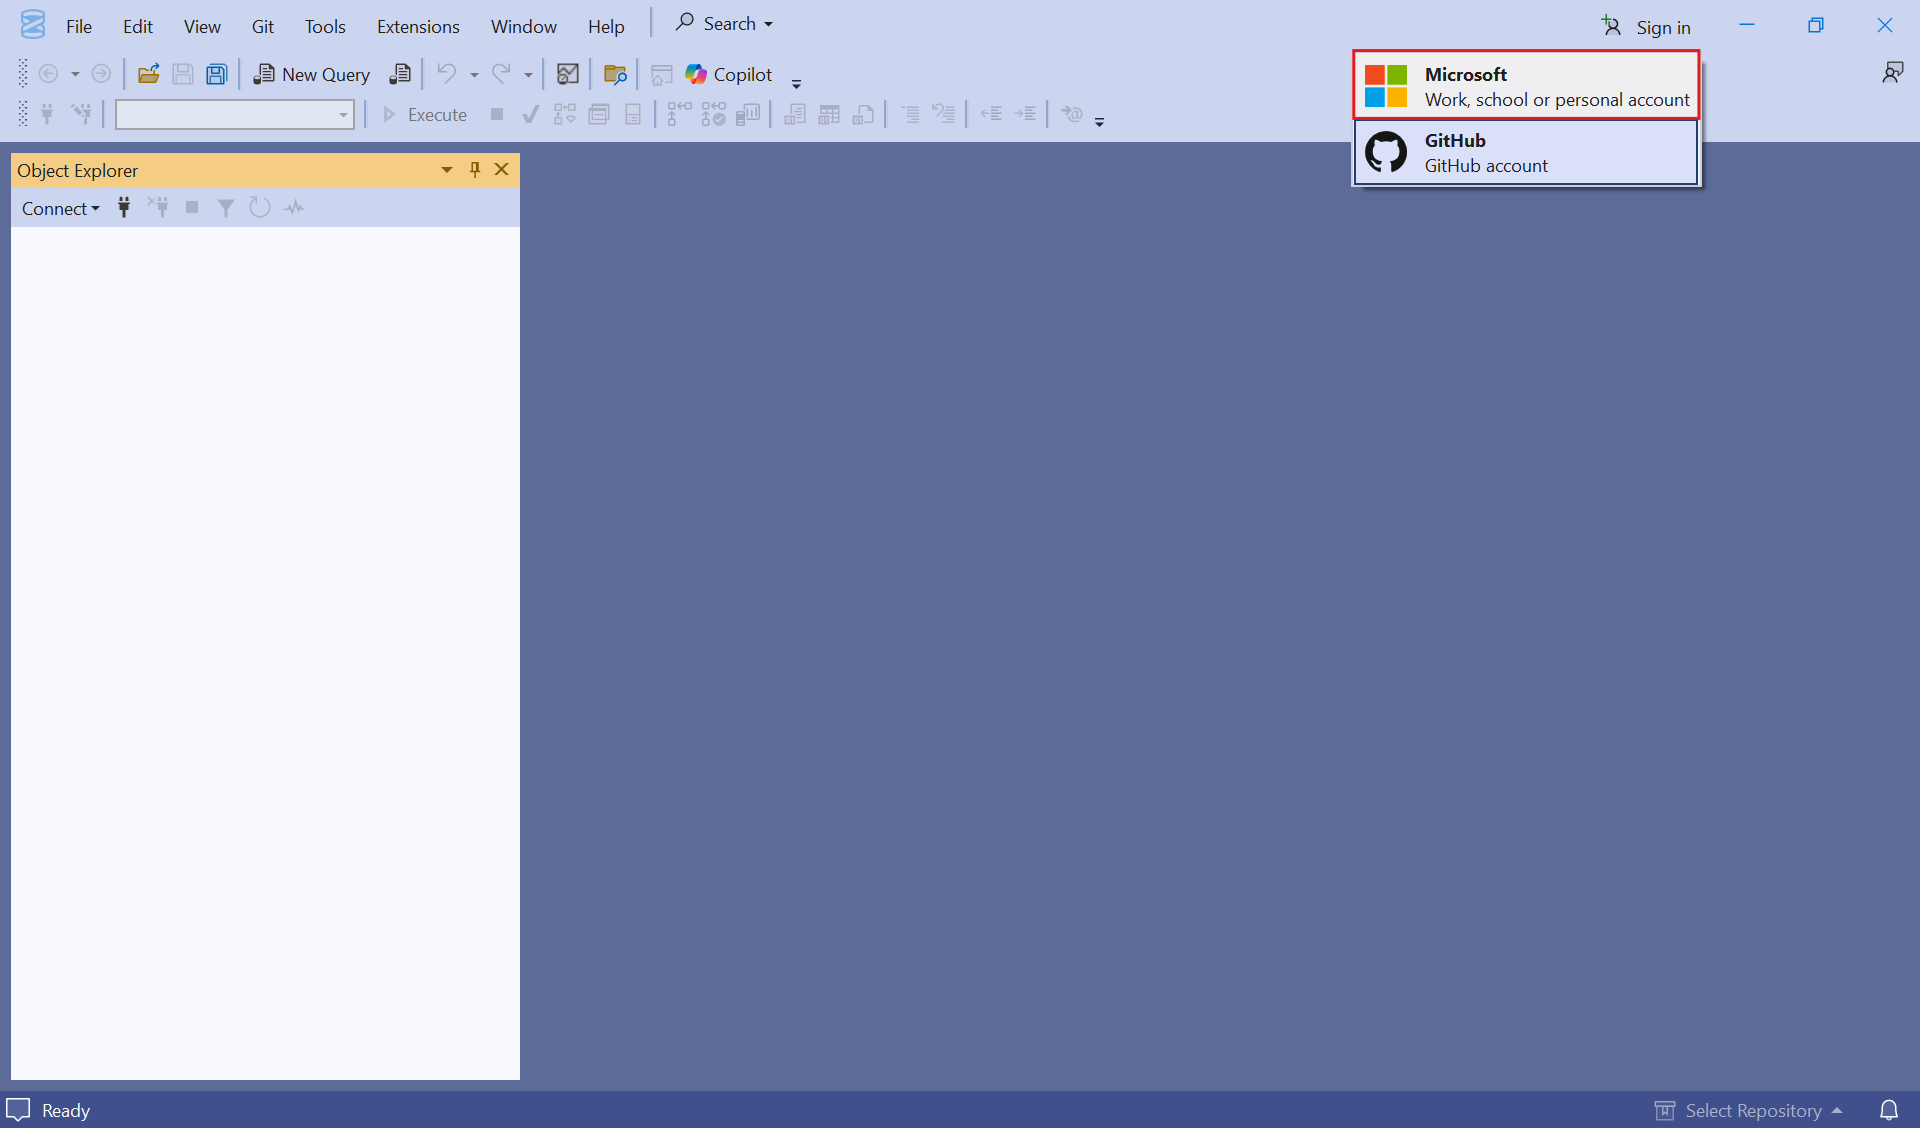 File Edit View Git Tools Extensions Window Help Search Sign in
New Query Copilot
Microsoft
Work, school or personal account
Execute
GitHub
GitHub account
Object Explorer
Connect
Ready Select Repository